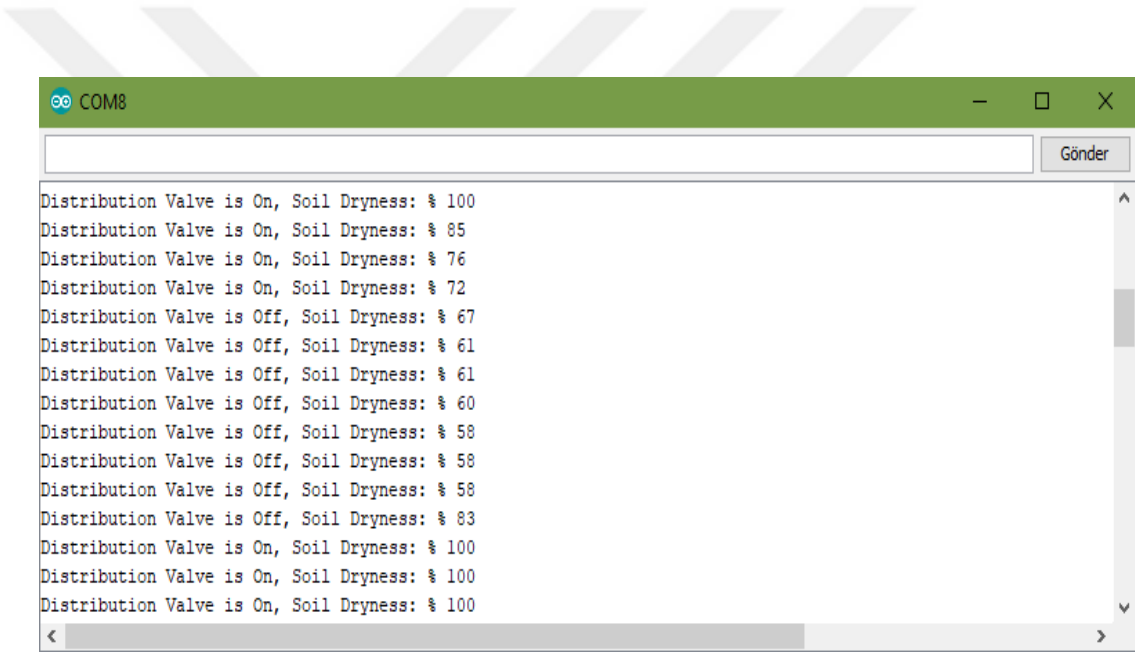 COM8
Gönder
Distribution Valve is On, Soil Dryness: % 100
Distribution Valve is On, Soil Dryness: % 85
Distribution Valve is On, Soil Dryness: % 76
Distribution Valve is On, Soil Dryness: % 72
Distribution Valve is Off, Soil Dryness: % 67
Distribution Valve is Off, Soil Dryness: % 61
Distribution Valve is Off, Soil Dryness: % 61
Distribution Valve is Off, Soil Dryness: % 60
Distribution Valve is Off, Soil Dryness: % 58
Distribution Valve is Off, Soil Dryness: % 58
Distribution Valve is Off, Soil Dryness: % 58
Distribution Valve is Off, Soil Dryness: % 83
Distribution Valve is On, Soil Dryness: % 100
Distribution Valve is On, Soil Dryness: % 100
Distribution Valve is On, Soil Dryness: % 100